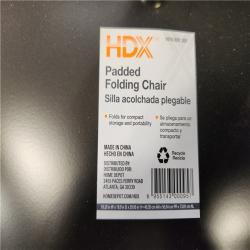 HDX
Padded
Folding Chair
Silla acolchada plegable
• Folds for compact
storage and portability
• Se pliega para un
almacenamiento
compacto y
transportar
MADE IN CHINA
HECHO EN CHINA
Please
Recycle
DISTRIBUTED BY
DISTRIBUIDO POR:
HOME DEPOT
2455 PACES FERRY ROAD
ATLANTA, GA 30339
HOMEDEPOT.COM/HDX